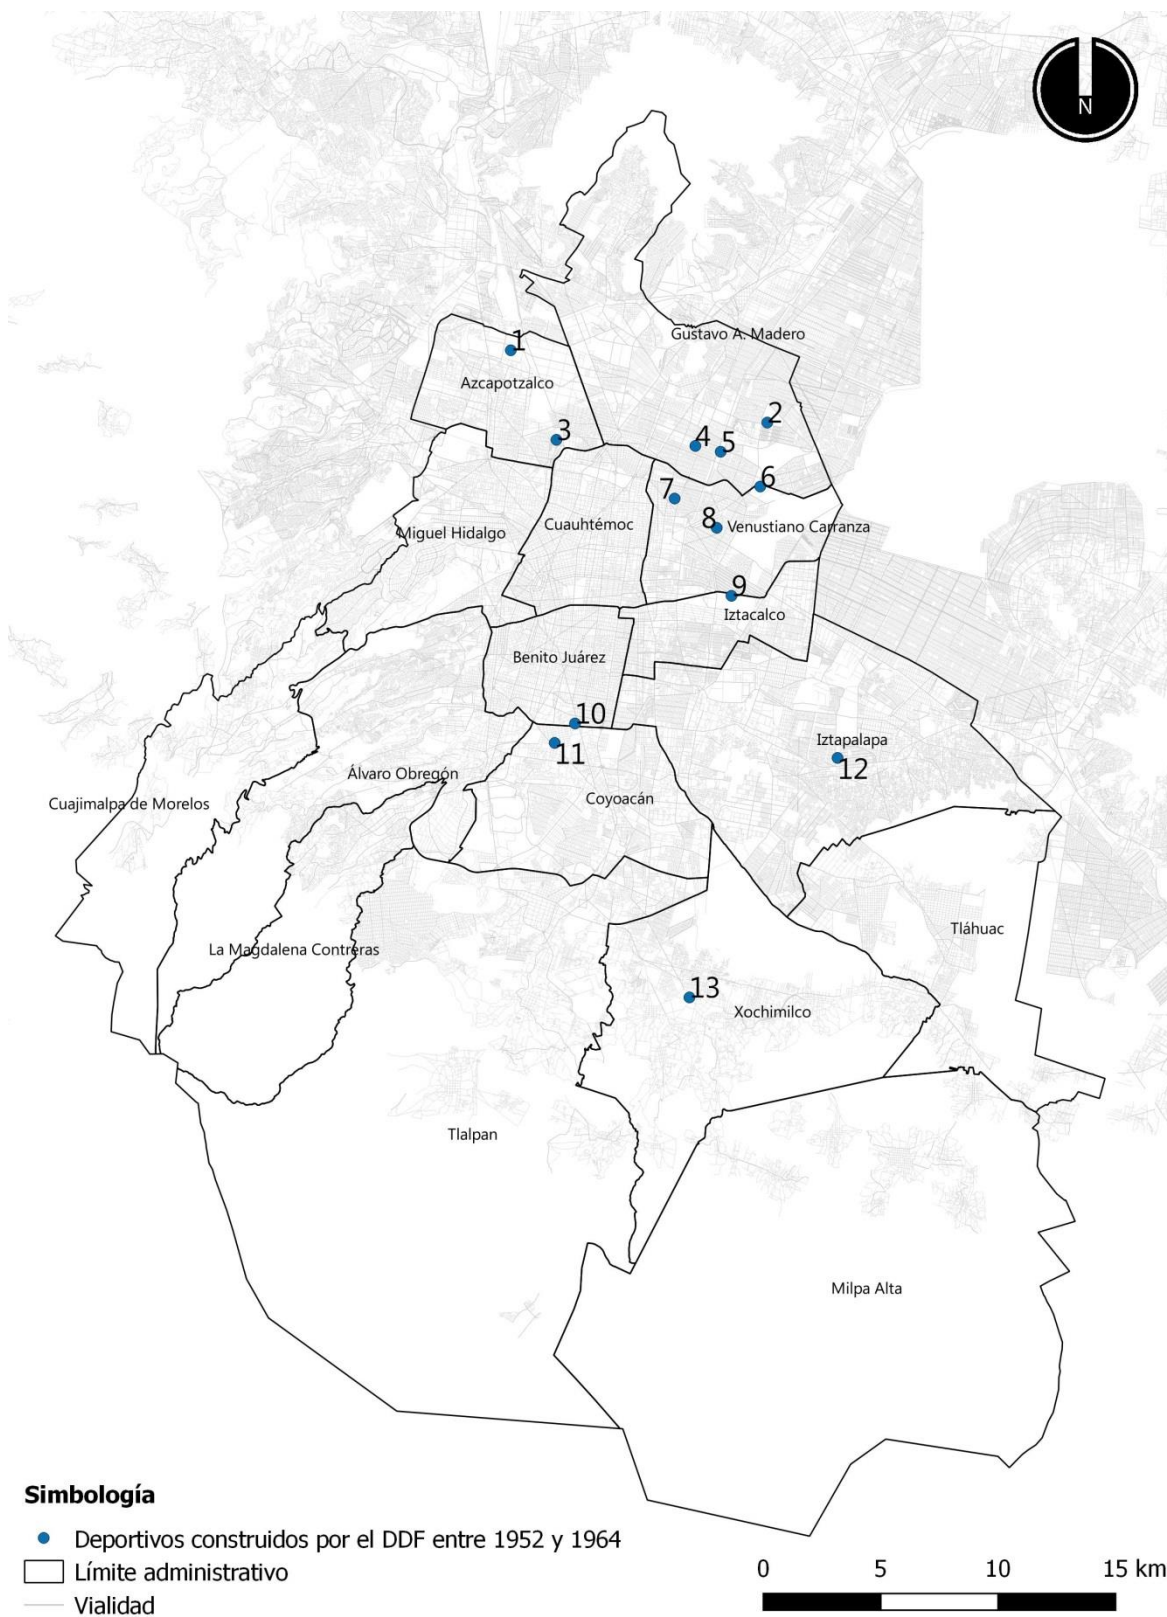 N
1
Gustavo A. Madero
Azcapotzalco
2
3
4
5
6
7
8
Cuauhtémoc
Venustiano Carranza
Miguel Hidalgo
9
Iztacalco
Benito Juárez
10
11
Iztapalapa
12
Álvaro Obregón
Cuajimalpa de Morelos
Coyoacán
Tláhuac
La Magdalena Contreras
13
Xochimilco
Tlalpan
Milpa Alta
Simbología
Deportivos construidos por el DDF entre 1952 y 1964
Límite administrativo
Vialidad
0 5 10 15 km